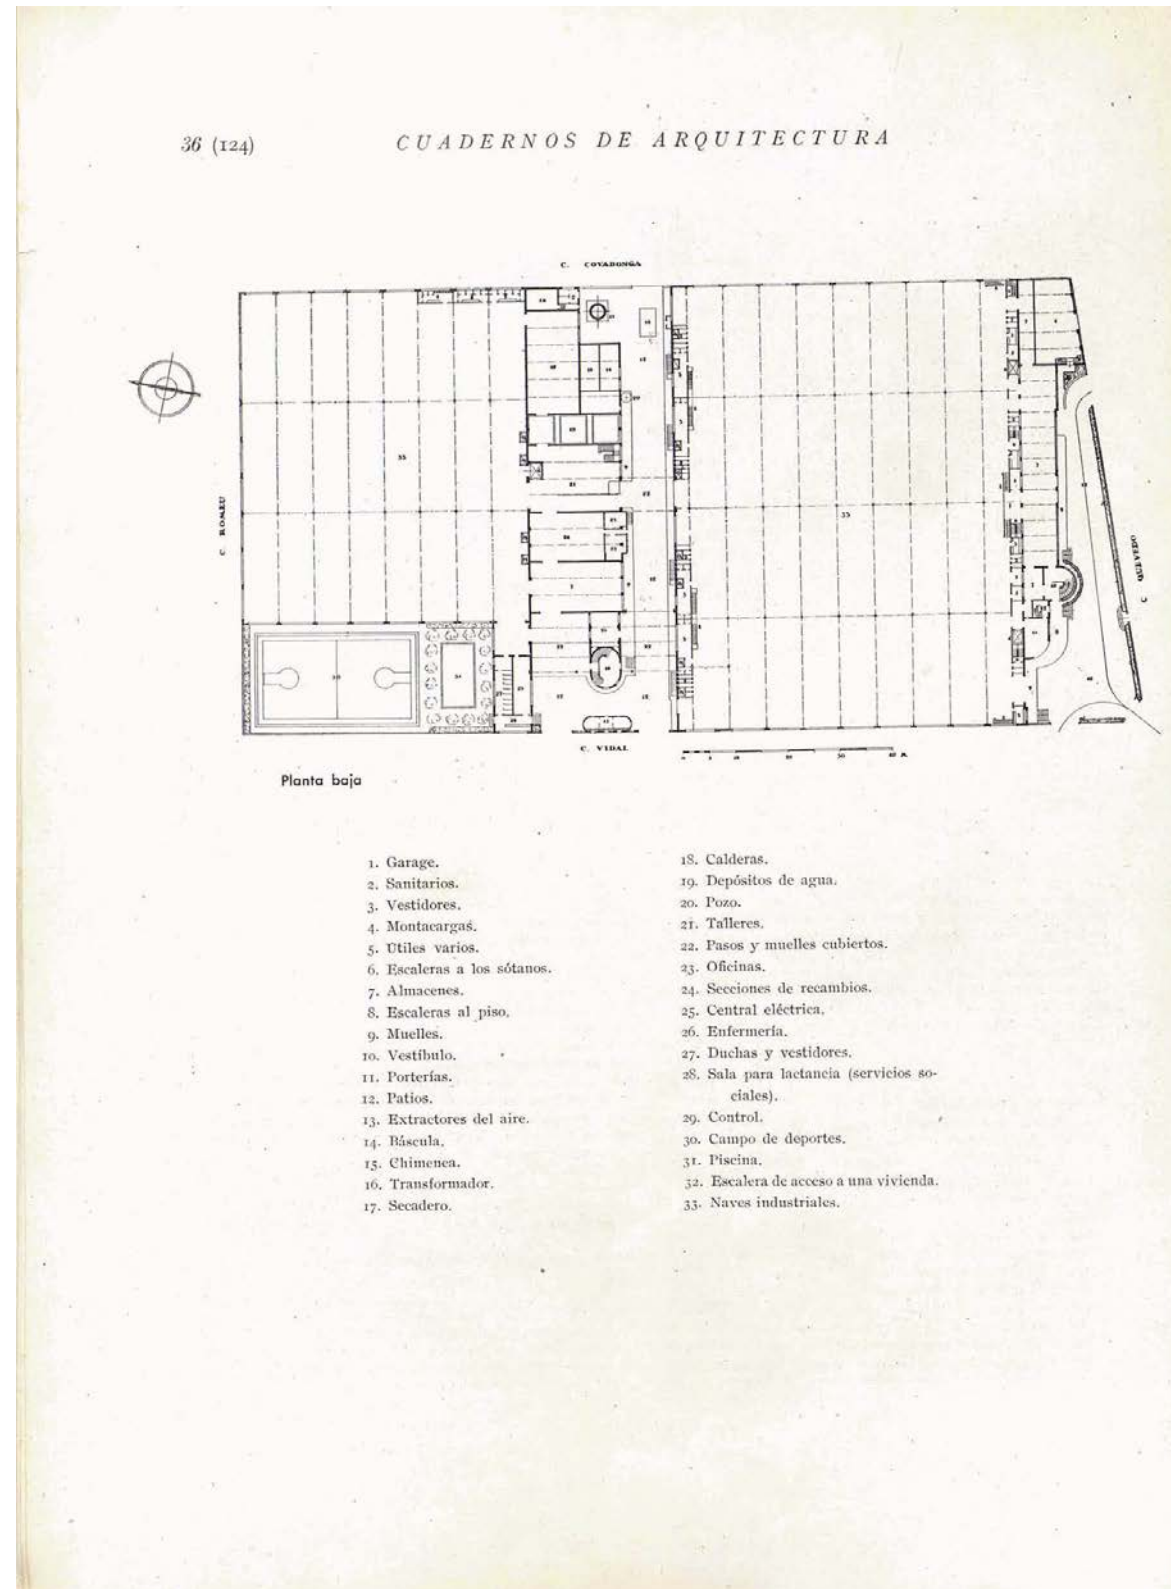 36 (124)
CUADERNOS DE ARQUITECTURA
C. COVADONGA
C. ROMEU
C. QUEVEDO
33
33
C. VIDAL
Planta baja
1. Garage.
2. Sanitarios.
3. Vestidores.
4. Montacargas.
5. Utiles varios.
6. Escaleras a los sótanos.
7. Almacenes.
8. Escaleras al piso.
9. Muelles.
10. Vestíbulo.
11. Porterías.
12. Patios.
13. Extractores del aire.
14. Báscula.
15. Chimenea.
16. Transformador.
17. Secadero.
18. Calderas.
19. Depósitos de agua.
20. Pozo.
21. Talleres.
22. Pasos y muelles cubiertos.
23. Oficinas.
24. Secciones de recambios.
25. Central eléctrica.
26. Enfermería.
27. Duchas y vestidores.
28. Sala para lactancia (servicios so-
ciales).
29. Control.
30. Campo de deportes.
31. Piscina.
32. Escalera de acceso a una vivienda.
33. Naves industriales.